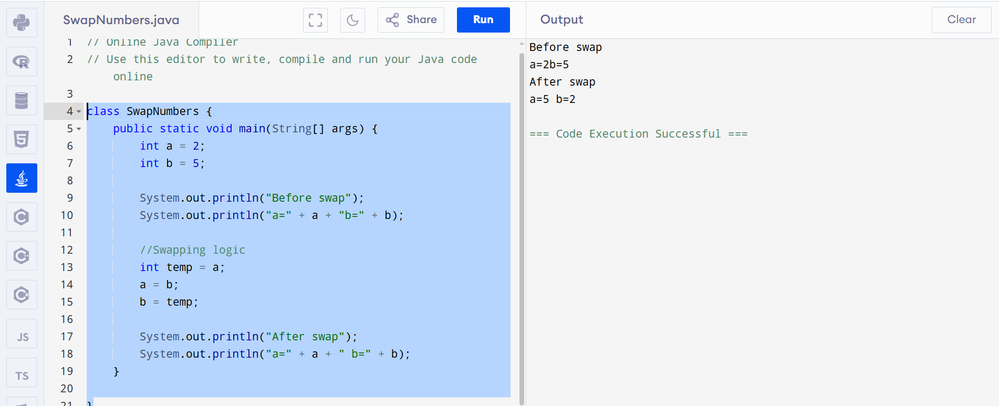 SwapNumbers.java
Share
Run
Output
Clear
1 // Online Java Compiler
2 // Use this editor to write, compile and run your Java code
online
3
4 class SwapNumbers {
5 public static void main(String[] args) {
6 int a = 2;
7 int b = 5;
8
9 System.out.println("Before swap");
10 System.out.println("a=" + a + "b=" + b);
11
12 //Swapping logic
13 int temp = a;
14 a = b;
15 b = temp;
16
17 System.out.println("After swap");
18 System.out.println("a=" + a + " b=" + b);
19 }
20
21 }
Before swap
a=2b=5
After swap
a=5 b=2
=== Code Execution Successful ===
R
5
C
C+
C#
JS
TS